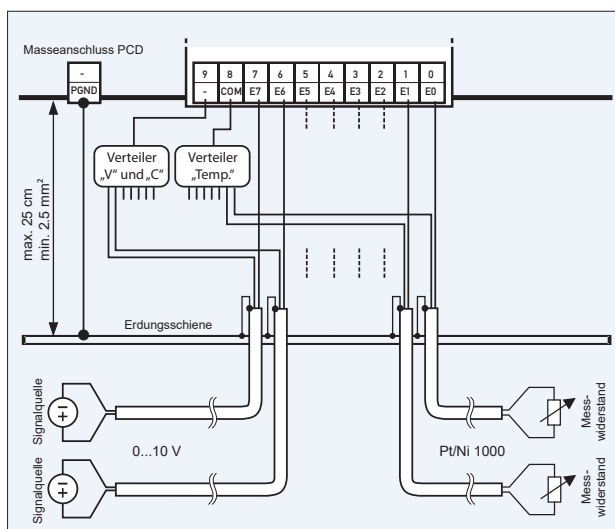 Masseanschluss PCD
-
PGND
9 8 7 6 5 4 3 2 1 0
- COM E7 E6 E5 E4 E3 E2 E1 E0
Verteiler
„V“ und „C“
Verteiler
„Temp.“
max. 25 cm
min. 2.5 mm²
Erdungsschiene
Signalquelle
0...10 V
Pt/Ni 1000
Mess-
widerstand
Signalquelle
Mess-
widerstand